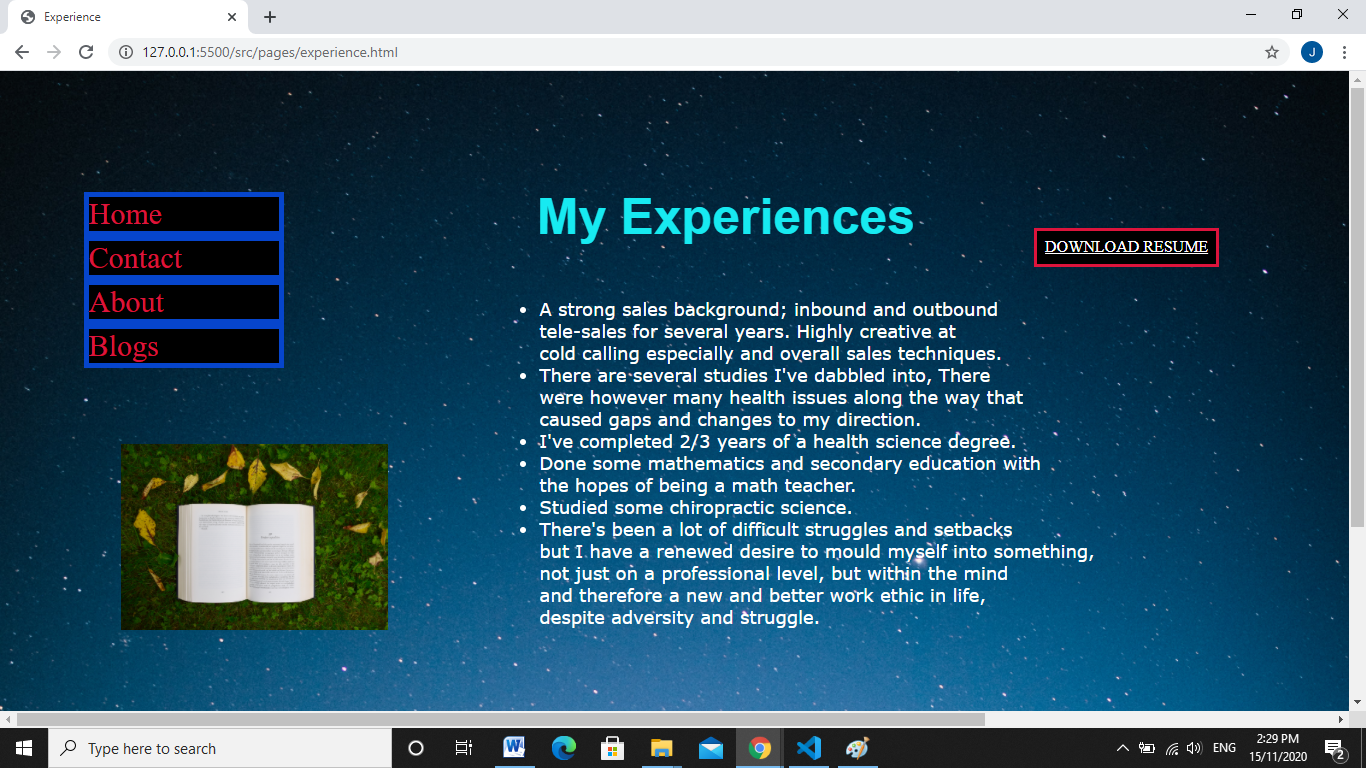 Experience
127.0.0.1:5500/src/pages/experience.html
J
Home
Contact
About
Blogs
My Experiences
DOWNLOAD RESUME
• A strong sales background; inbound and outbound
tele-sales for several years. Highly creative at
cold calling especially and overall sales techniques.
• There are several studies I've dabbled into, There
were however many health issues along the way that
caused gaps and changes to my direction.
• I've completed 2/3 years of a health science degree.
• Done some mathematics and secondary education with
the hopes of being a math teacher.
• Studied some chiropractic science.
• There's been a lot of difficult struggles and setbacks
but I have a renewed desire to mould myself into something,
not just on a professional level, but within the mind
and therefore a new and better work ethic in life,
despite adversity and struggle.
Type here to search
ENG
2:29 PM
15/11/2020
2